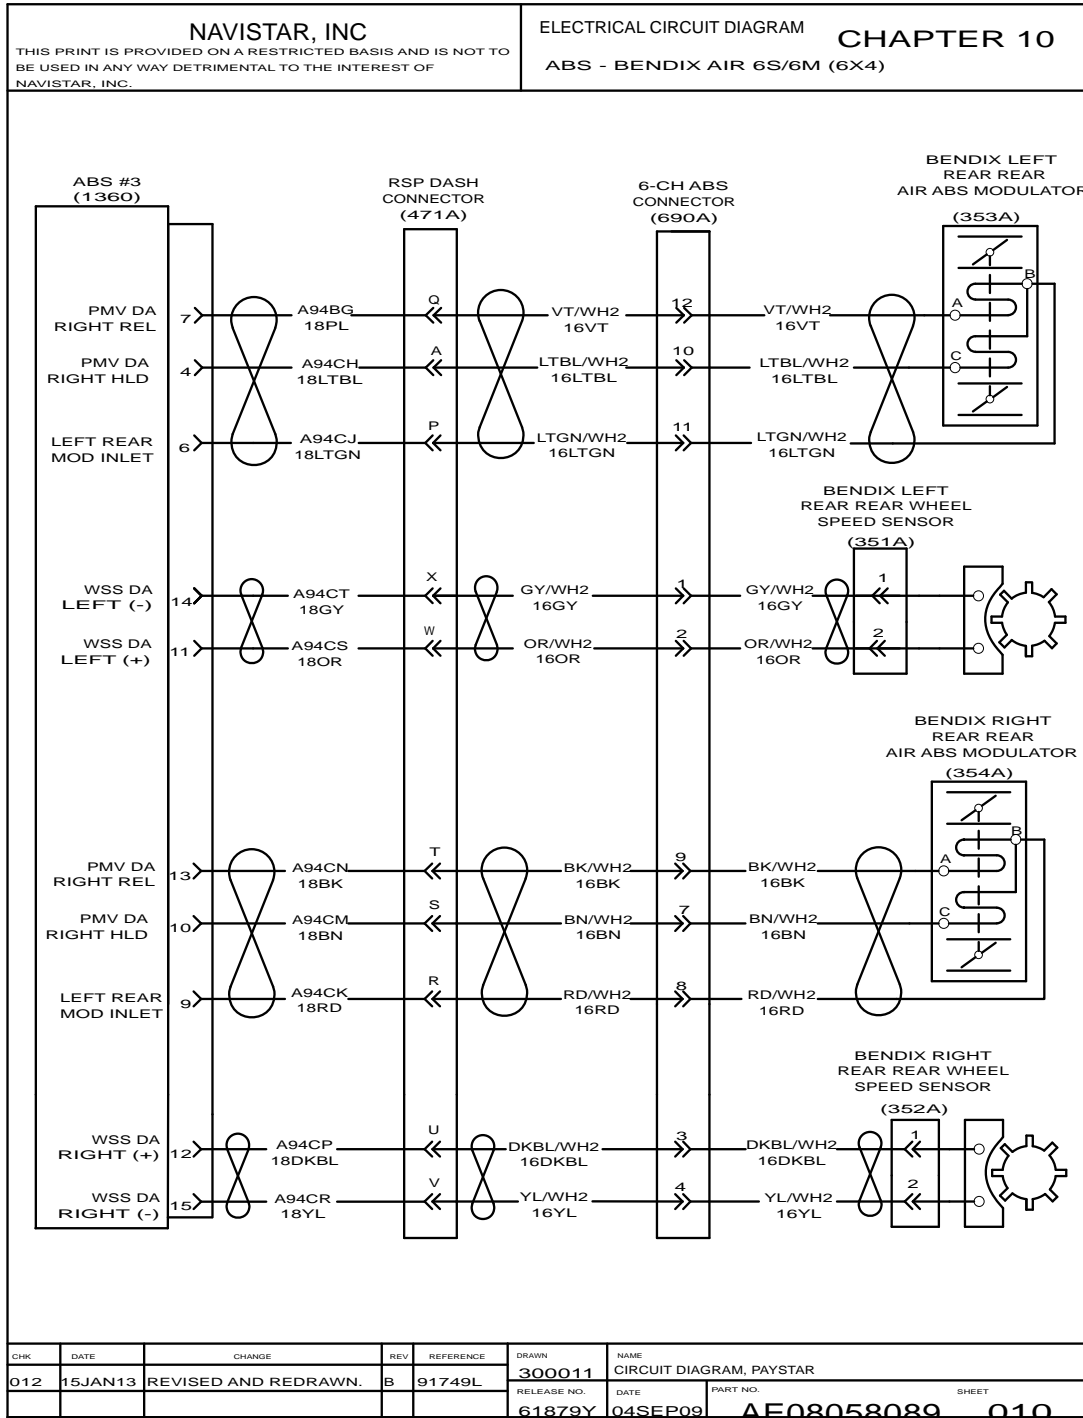 NAVISTAR, INC
THIS PRINT IS PROVIDED ON A RESTRICTED BASIS AND IS NOT TO
BE USED IN ANY WAY DETRIMENTAL TO THE INTEREST OF
NAVISTAR, INC.
ELECTRICAL CIRCUIT DIAGRAM
CHAPTER 10
ABS - BENDIX AIR 6S/6M (6X4)
ABS #3
(1360)
RSP DASH
CONNECTOR
(471A)
6-CH ABS
CONNECTOR
(690A)
BENDIX LEFT
REAR REAR
AIR ABS MODULATOR
(353A)
PMV DA
RIGHT REL
7
A94BG
18PL
Q
VT/WH2
16VT
12
VT/WH2
16VT
A
B
PMV DA
RIGHT HLD
4
A94CH
18LTBL
A
LTBL/WH2
16LTBL
10
LTBL/WH2
16LTBL
C
LEFT REAR
MOD INLET
6
A94CJ
18LTGN
P
LTGN/WH2
16LTGN
11
LTGN/WH2
16LTGN
BENDIX LEFT
REAR REAR WHEEL
SPEED SENSOR
(351A)
WSS DA
LEFT (-)
14
A94CT
18GY
X
GY/WH2
16GY
1
GY/WH2
16GY
1
WSS DA
LEFT (+)
11
A94CS
18OR
W
OR/WH2
16OR
2
OR/WH2
16OR
2
BENDIX RIGHT
REAR REAR
AIR ABS MODULATOR
(354A)
PMV DA
RIGHT REL
13
A94CN
18BK
T
BK/WH2
16BK
9
BK/WH2
16BK
A
B
PMV DA
RIGHT HLD
10
A94CM
18BN
S
BN/WH2
16BN
7
BN/WH2
16BN
C
LEFT REAR
MOD INLET
9
A94CK
18RD
R
RD/WH2
16RD
8
RD/WH2
16RD
BENDIX RIGHT
REAR REAR WHEEL
SPEED SENSOR
(352A)
WSS DA
RIGHT (+)
12
A94CP
18DKBL
U
DKBL/WH2
16DKBL
3
DKBL/WH2
16DKBL
1
WSS DA
RIGHT (-)
15
A94CR
18YL
V
YL/WH2
16YL
4
YL/WH2
16YL
2
CHK DATE CHANGE REV REFERENCE
012 15JAN13 REVISED AND REDRAWN. B 91749L
DRAWN
300011
NAME
CIRCUIT DIAGRAM, PAYSTAR
RELEASE NO.
61879Y
DATE
04SEP09
PART NO.
AE08058089
SHEET
010